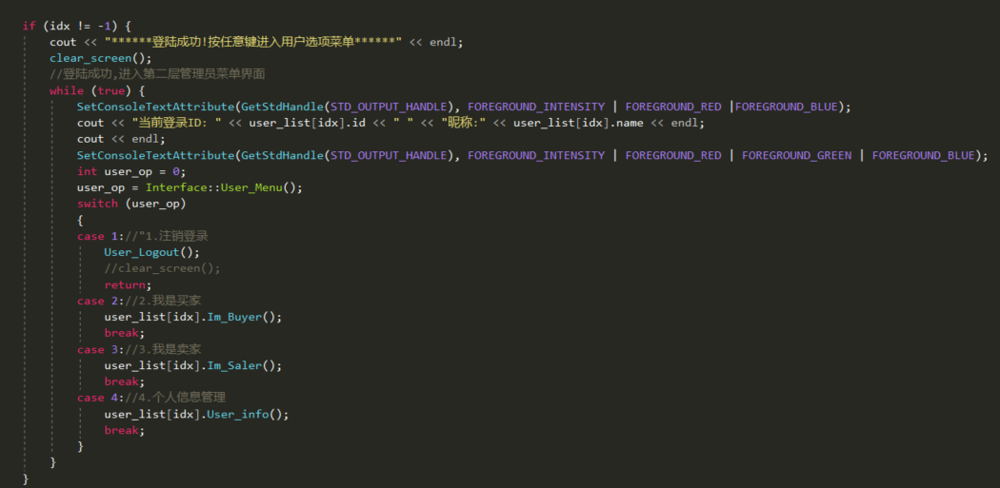 if (idx != -1) {
cout << "******登陆成功!按任意键进入用户选项菜单******" << endl;
clear_screen();
//登陆成功,进入第二层管理员菜单界面
while (true) {
SetConsoleTextAttribute(GetStdHandle(STD_OUTPUT_HANDLE), FOREGROUND_INTENSITY | FOREGROUND_RED |FOREGROUND_BLUE);
cout << "当前登录ID: " << user_list[idx].id << " " << "昵称:" << user_list[idx].name << endl;
cout << endl;
SetConsoleTextAttribute(GetStdHandle(STD_OUTPUT_HANDLE), FOREGROUND_INTENSITY | FOREGROUND_RED | FOREGROUND_GREEN | FOREGROUND_BLUE);
int user_op = 0;
user_op = Interface::User_Menu();
switch (user_op)
{
case 1://"1.注销登录
User_Logout();
//clear_screen();
return;
case 2://2.我是买家
user_list[idx].Im_Buyer();
break;
case 3://3.我是卖家
user_list[idx].Im_Saler();
break;
case 4://4.个人信息管理
user_list[idx].User_info();
break;
}
}
}